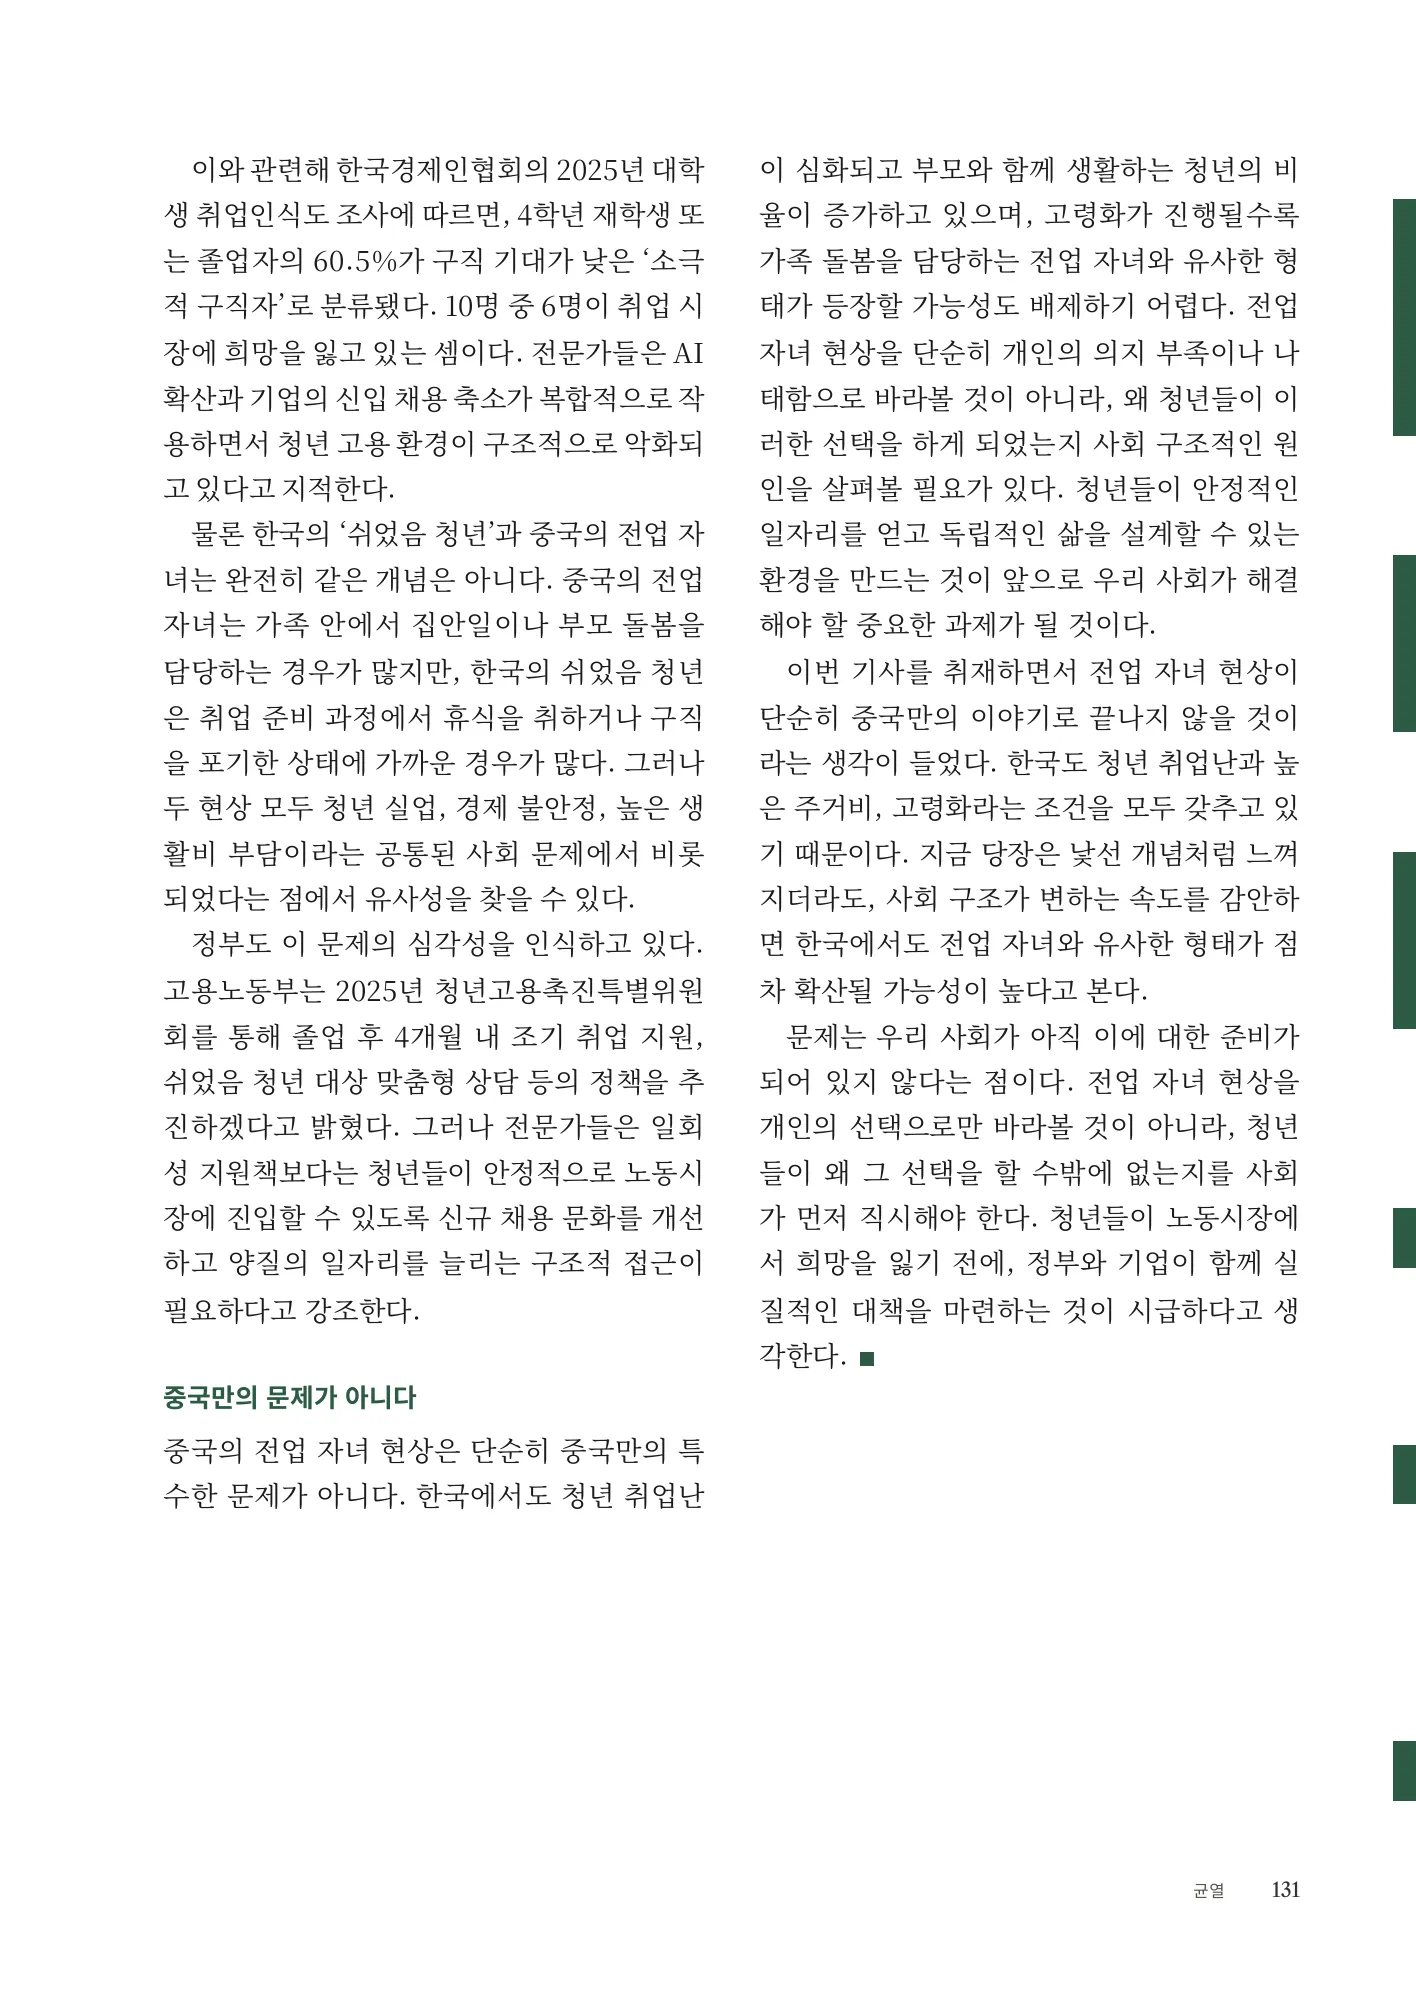 이와 관련해 한국경제인협회의 2025년 대학
생 취업인식도 조사에 따르면, 4학년 재학생 또
는 졸업자의 60.5%가 구직 기대가 낮은 ‘소극
적 구직자’로 분류됐다. 10명 중 6명이 취업 시
장에 희망을 잃고 있는 셈이다. 전문가들은 AI
확산과 기업의 신입 채용 축소가 복합적으로 작
용하면서 청년 고용 환경이 구조적으로 악화되
고 있다고 지적한다.
물론 한국의 ‘쉬었음 청년’과 중국의 전업 자
녀는 완전히 같은 개념은 아니다. 중국의 전업
자녀는 가족 안에서 집안일이나 부모 돌봄을
담당하는 경우가 많지만, 한국의 쉬었음 청년
은 취업 준비 과정에서 휴식을 취하거나 구직
을 포기한 상태에 가까운 경우가 많다. 그러나
두 현상 모두 청년 실업, 경제 불안정, 높은 생
활비 부담이라는 공통된 사회 문제에서 비롯
되었다는 점에서 유사성을 찾을 수 있다.
정부도 이 문제의 심각성을 인식하고 있다.
고용노동부는 2025년 청년고용촉진특별위원
회를 통해 졸업 후 4개월 내 조기 취업 지원,
쉬었음 청년 대상 맞춤형 상담 등의 정책을 추
진하겠다고 밝혔다. 그러나 전문가들은 일회
성 지원책보다는 청년들이 안정적으로 노동시
장에 진입할 수 있도록 신규 채용 문화를 개선
하고 양질의 일자리를 늘리는 구조적 접근이
필요하다고 강조한다.
중국만의 문제가 아니다
중국의 전업 자녀 현상은 단순히 중국만의 특
수한 문제가 아니다. 한국에서도 청년 취업난
이 심화되고 부모와 함께 생활하는 청년의 비
율이 증가하고 있으며, 고령화가 진행될수록
가족 돌봄을 담당하는 전업 자녀와 유사한 형
태가 등장할 가능성도 배제하기 어렵다. 전업
자녀 현상을 단순히 개인의 의지 부족이나 나
태함으로 바라볼 것이 아니라, 왜 청년들이 이
러한 선택을 하게 되었는지 사회 구조적인 원
인을 살펴볼 필요가 있다. 청년들이 안정적인
일자리를 얻고 독립적인 삶을 설계할 수 있는
환경을 만드는 것이 앞으로 우리 사회가 해결
해야 할 중요한 과제가 될 것이다.
이번 기사를 취재하면서 전업 자녀 현상이
단순히 중국만의 이야기로 끝나지 않을 것이
라는 생각이 들었다. 한국도 청년 취업난과 높
은 주거비, 고령화라는 조건을 모두 갖추고 있
기 때문이다. 지금 당장은 낯선 개념처럼 느껴
지더라도, 사회 구조가 변하는 속도를 감안하
면 한국에서도 전업 자녀와 유사한 형태가 점
차 확산될 가능성이 높다고 본다.
문제는 우리 사회가 아직 이에 대한 준비가
되어 있지 않다는 점이다. 전업 자녀 현상을
개인의 선택으로만 바라볼 것이 아니라, 청년
들이 왜 그 선택을 할 수밖에 없는지를 사회
가 먼저 직시해야 한다. 청년들이 노동시장에
서 희망을 잃기 전에, 정부와 기업이 함께 실
질적인 대책을 마련하는 것이 시급하다고 생
각한다. ■
균열 131